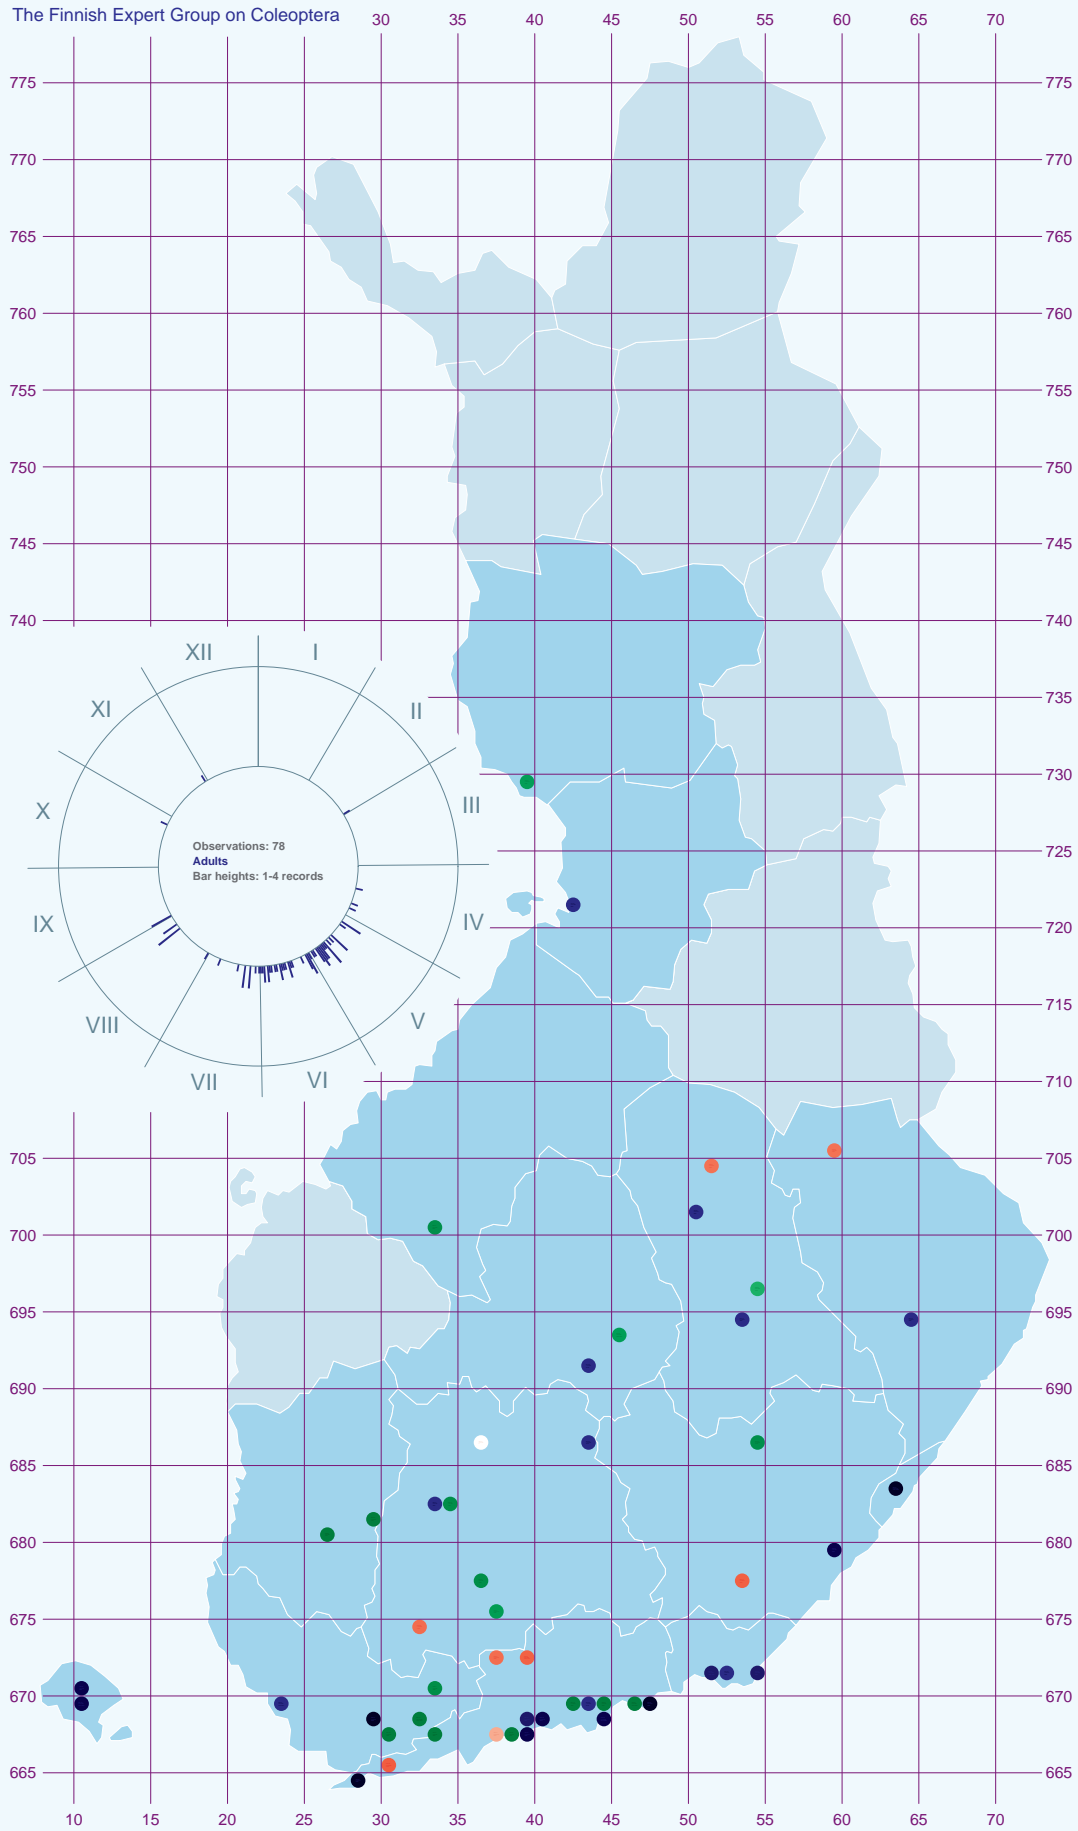 The Finnish Expert Group on Coleoptera 30 35 40 45 50 55 60 65 70
775 775
770 770
765 765
760 760
755 755
750 750
745 745
740 740
XII I
XI II
735
730
X III
Observations: 78
Adults
Bar heights: 1-4 records
725
IX IV
720
715
VIII V
VII VI
710
705 705
700 700
695 695
690 690
685 685
680 680
675 675
670 670
665 665
10 15 20 25 30 35 40 45 50 55 60 65 70